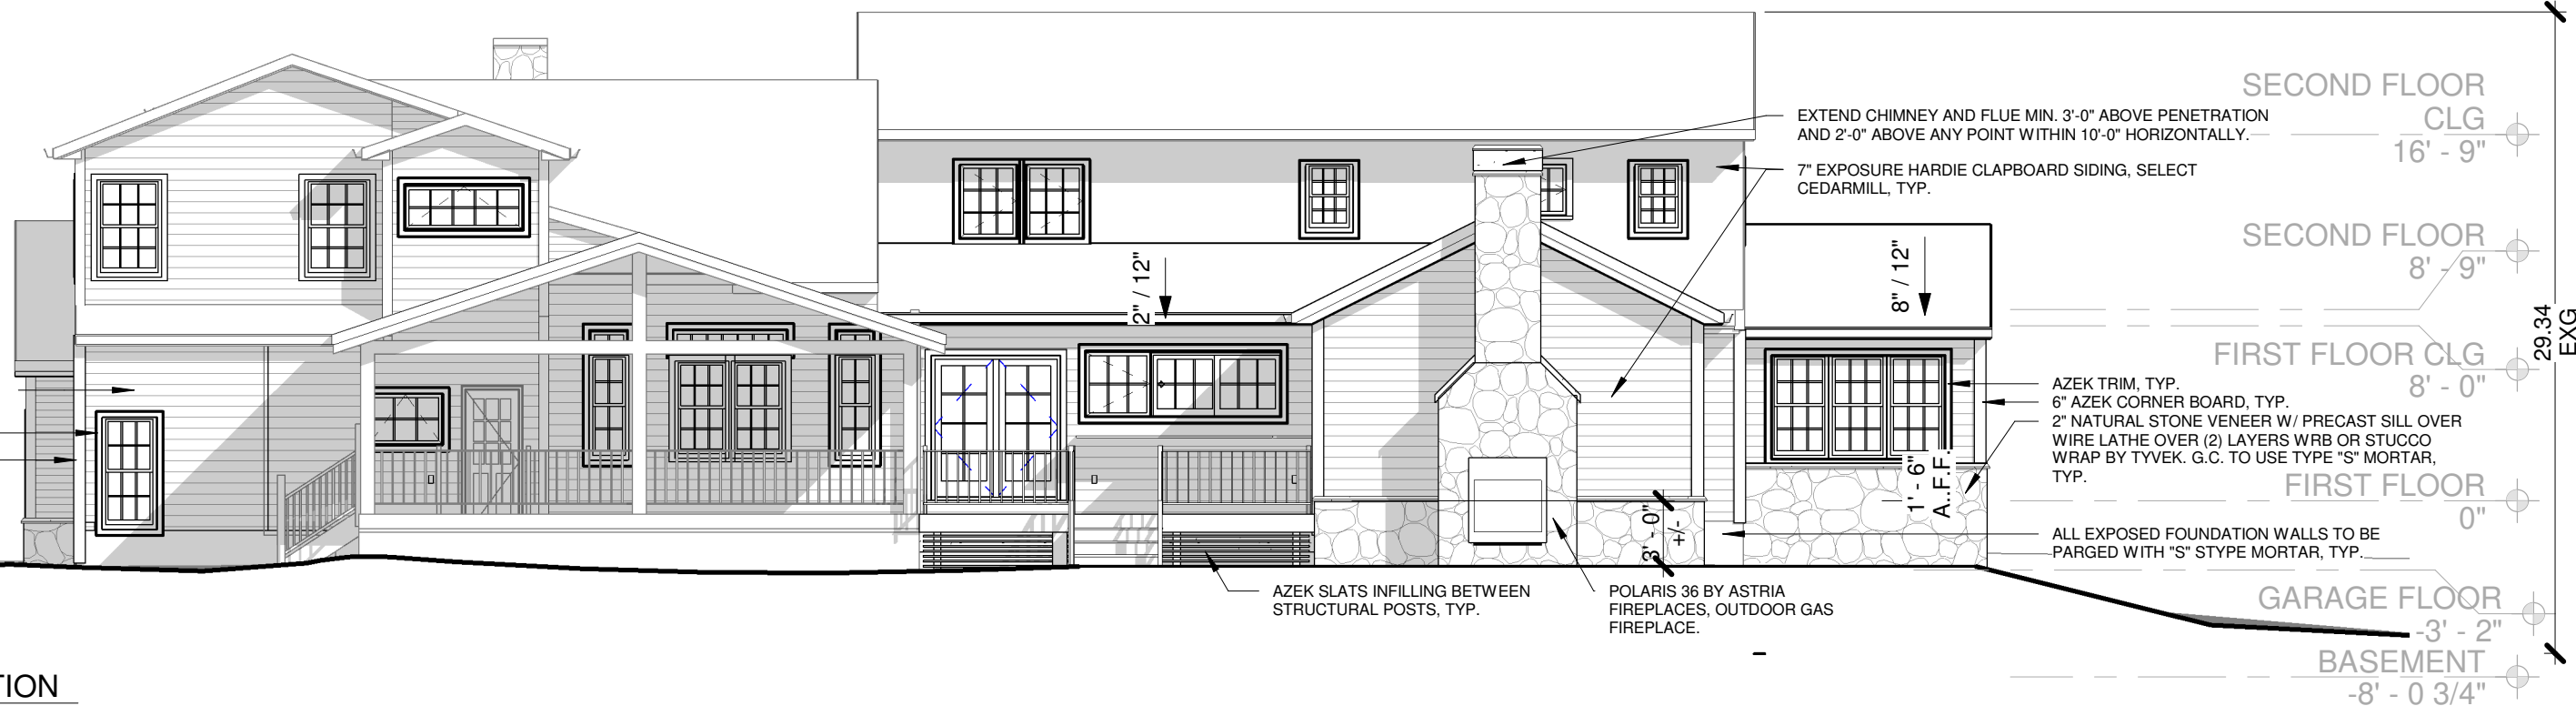 EXTEND CHIMNEY AND FLUE MIN. 3'-0" ABOVE PENETRATION
AND 2'-0" ABOVE ANY POINT WITHIN 10'-0" HORIZONTALLY.
7" EXPOSURE HARDIE CLAPBOARD SIDING, SELECT
CEDARMILL, TYP.
SECOND FLOOR
CLG
16' - 9"
SECOND FLOOR
8' - 9"
2" / 12"
8" / 12"
29.34
EXG
FIRST FLOOR CLG
8' - 0"
AZEK TRIM, TYP.
6" AZEK CORNER BOARD, TYP.
2" NATURAL STONE VENEER W/ PRECAST SILL OVER
WIRE LATHE OVER (2) LAYERS WRB OR STUCCO
WRAP BY TYVEK. G.C. TO USE TYPE "S" MORTAR,
TYP.
1' - 6"
A.F.F.
FIRST FLOOR
0"
3' - 0"
+/-
ALL EXPOSED FOUNDATION WALLS TO BE
PARGED WITH "S" STYPE MORTAR, TYP.
AZEK SLATS INFILLING BETWEEN
STRUCTURAL POSTS, TYP.
POLARIS 36 BY ASTRIA
FIREPLACES, OUTDOOR GAS
FIREPLACE.
GARAGE FLOOR
-3' - 2"
BASEMENT
-8' - 0 3/4"
TION